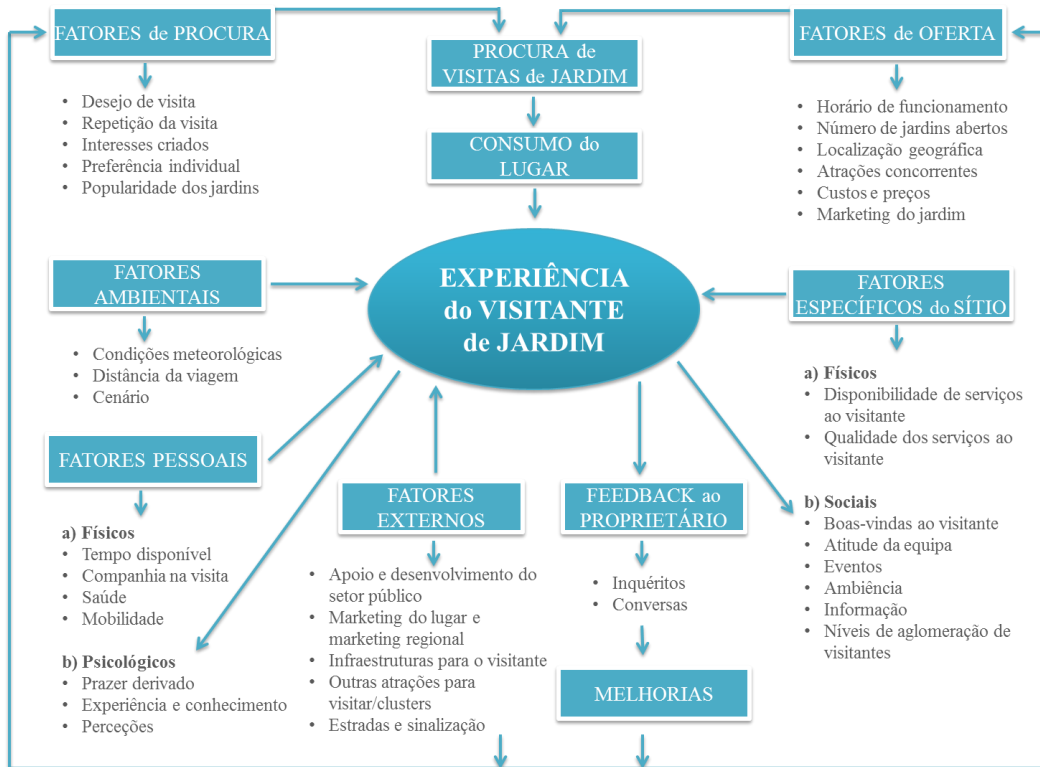 FATORES de PROCURA
• Desejo de visita
• Repetição da visita
• Interesses criados
• Preferência individual
• Popularidade dos jardins
PROCURA de
VISITAS de JARDIM
CONSUMO do
LUGAR
FATORES de OFERTA
• Horário de funcionamento
• Número de jardins abertos
• Localização geográfica
• Atrações concorrentes
• Custos e preços
• Marketing do jardim
EXPERIÊNCIA
do VISITANTE
de JARDIM
FATORES
AMBIENTAIS
• Condições meteorológicas
• Distância da viagem
• Cenário
FATORES
ESPECÍFICOS do SÍTIO
a) Físicos
• Disponibilidade de serviços
ao visitante
• Qualidade dos serviços ao
visitante
b) Sociais
• Boas-vindas ao visitante
• Atitude da equipa
• Eventos
• Ambiência
• Informação
• Níveis de aglomeração de
visitantes
FATORES PESSOAIS
a) Físicos
• Tempo disponível
• Companhia na visita
• Saúde
• Mobilidade
b) Psicológicos
• Prazer derivado
• Experiência e conhecimento
• Perceções
FATORES
EXTERNOS
• Apoio e desenvolvimento do
setor público
• Marketing do lugar e
marketing regional
• Infraestruturas para o visitante
• Outras atrações para
visitar/clusters
• Estradas e sinalização
FEEDBACK ao
PROPRIETÁRIO
• Inquéritos
• Conversas
MELHORIAS